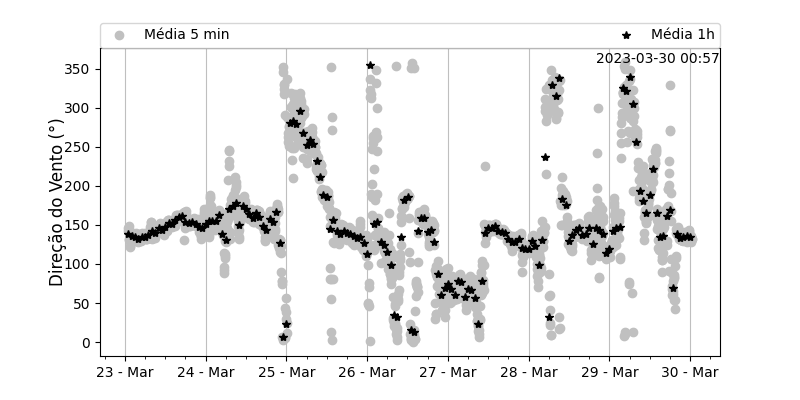 Média 5 min
Média 1h
2023-03-30 00:57
Direção do Vento (°)
350
300
250
200
150
100
50
0
23 - Mar
24 - Mar
25 - Mar
26 - Mar
27 - Mar
28 - Mar
29 - Mar
30 - Mar